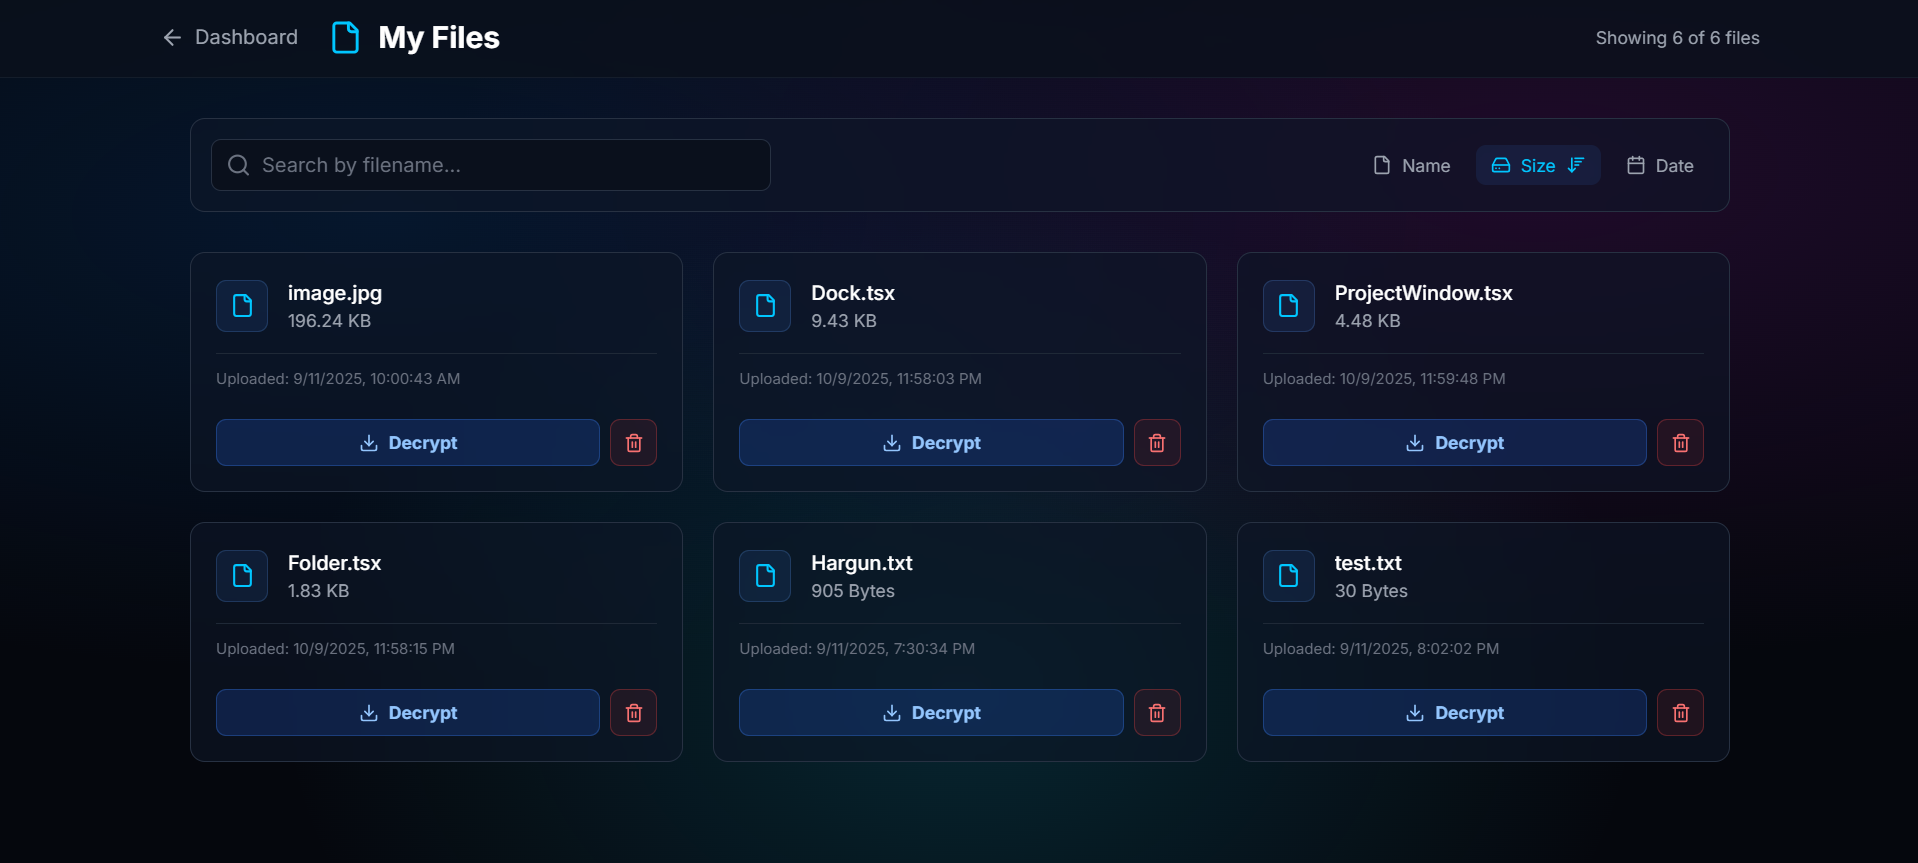 Dashboard
My Files
Showing 6 of 6 files
Search by filename...
Name
Size
Date
image.jpg
196.24 KB
Uploaded: 9/11/2025, 10:00:43 AM
Decrypt
Dock.tsx
9.43 KB
Uploaded: 10/9/2025, 11:58:03 PM
Decrypt
ProjectWindow.tsx
4.48 KB
Uploaded: 10/9/2025, 11:59:48 PM
Decrypt
Folder.tsx
1.83 KB
Uploaded: 10/9/2025, 11:58:15 PM
Decrypt
Hargun.txt
905 Bytes
Uploaded: 9/11/2025, 7:30:34 PM
Decrypt
test.txt
30 Bytes
Uploaded: 9/11/2025, 8:02:02 PM
Decrypt